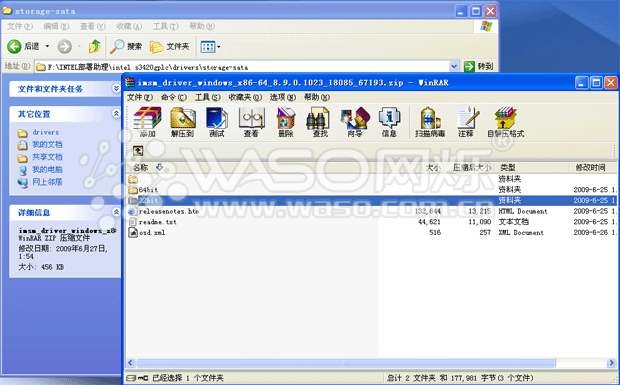 storage-sata
文件(F) 编辑(E) 查看(V) 收藏(A) 工具(T) 帮助(H)
后退 搜索 文件夹
地址(D) F:\INTEL部署助理\intel s3420gplc\drivers\storage-sata 转到
文件和文件夹任务
其它位置
drivers
我的文档
共享文档
我的电脑
网上邻居
详细信息
imsm_driver_windows_x8
WinRAR ZIP 压缩文件
修改日期: 2009年6月27日,
1:54
大小: 456 KB
imsm_driver_windows_x86-64_8.9.0.1023_18085_67193.zip - WinRAR
文件(F) 命令(C) 工具(S) 收藏夹(O) 选项(N) 帮助(H)
添加 解压到 测试 查看 删除 查找 向导 信息 扫描病毒 注释 自解压格式
名称 大小 压缩后大小 类型 修改时间
.. 资料夹
64bit 资料夹 2009-6-25 1
32bit 资料夹 2009-6-25 1
releasenotes.htm 132,844 13,215 HTML Document 2009-6-25 1
readme.txt 44,621 11,090 文本文档 2009-6-25 1
osd.xml 516 257 XML Document 2009-6-26 1
WASO网烁
www.waso.com.cn
已经选择 1 个文件夹 总计 2 文件夹 和 177,981 字节(3 个文件)